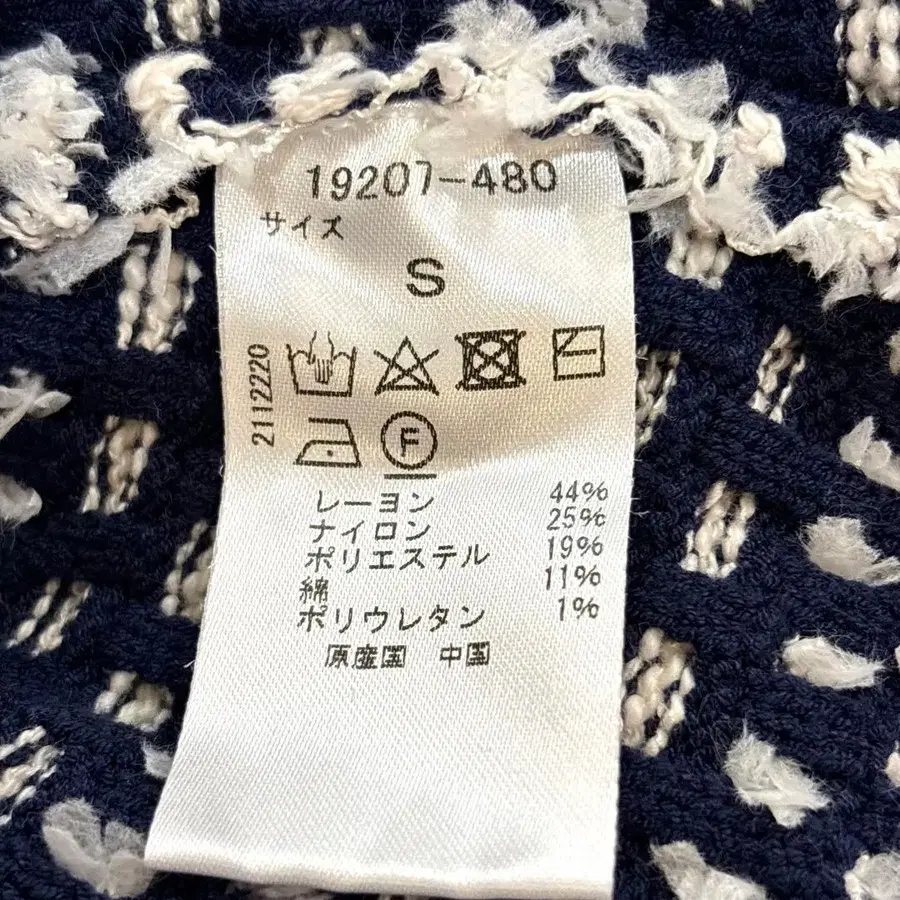 19207-480
サイズ
S
2112220
F
レーヨン 44%
ナイロン 25%
ポリエステル 19%
綿 11%
ポリウレタン 1%
原産国 中国